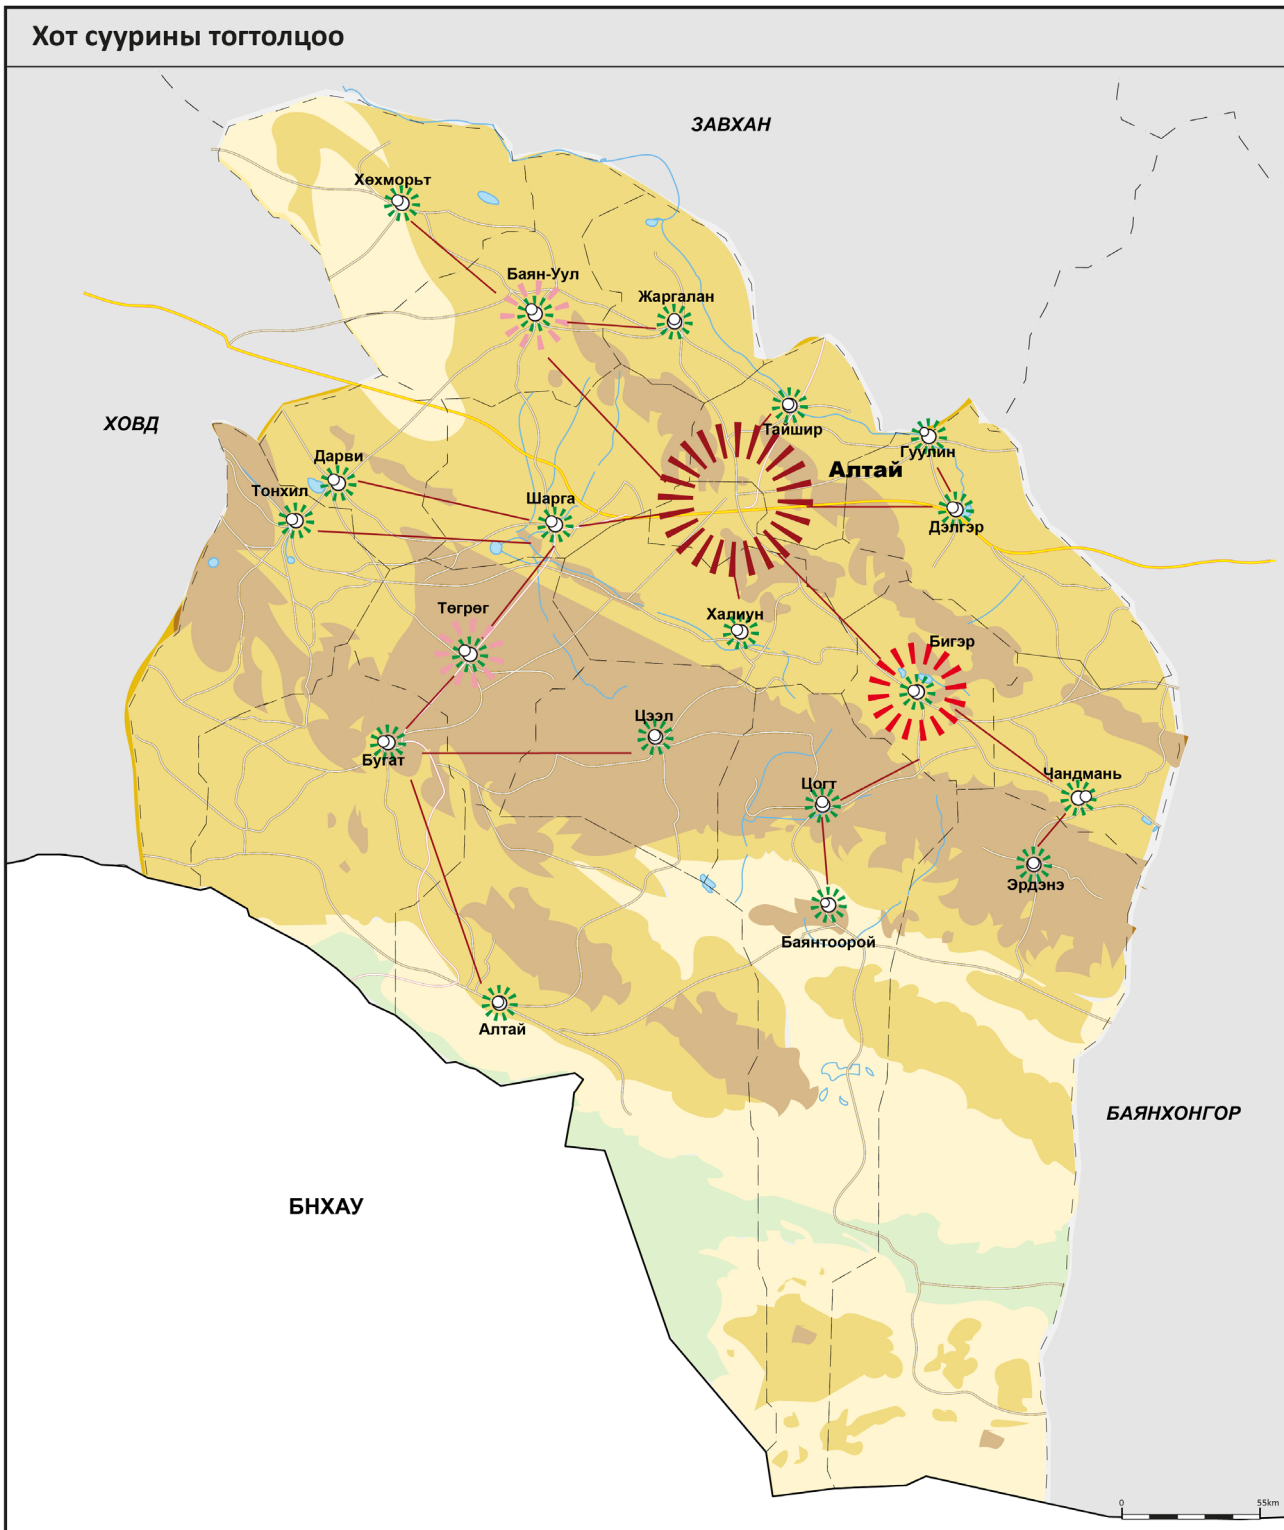 Хот суурины тогтолцоо
ЗАВХАН
Хөхморьт
Баян-Уул
Жаргалан
ХОВД
Тайшир
Гуулин
Дарви
Алтай
Тонхил
Шарга
Дэлгэр
Төгрөг
Халиун
Бигэр
Цээл
Бугат
Чандмань
Цогт
Эрдэнэ
Баянтоорой
Алтай
БАЯНХОНГОР
БНХАУ
0 55km